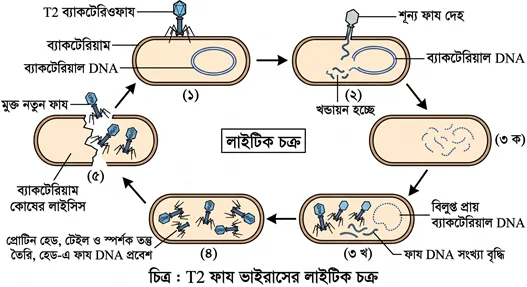 T2 ব্যাকটেরিওফায
ব্যাকটেরিয়াম
ব্যাকটেরিয়াল DNA
(১)
শূন্য ফায দেহ
ব্যাকটেরিয়াল DNA
খন্ডায়ন হচ্ছে
(২)
(৩ ক)
বিলুপ্ত প্রায়
ব্যাকটেরিয়াল DNA
ফায DNA সংখ্যা বৃদ্ধি
(৩ খ)
(৪)
প্রোটিন হেড, টেইল ও স্পর্শক তন্তু
তৈরি, হেড-এ ফায DNA প্রবেশ
মুক্ত নতুন ফায
(৫)
ব্যাকটেরিয়াম
কোষের লাইসিস
লাইটিক চক্র
চিত্র : T2 ফায ভাইরাসের লাইটিক চক্র